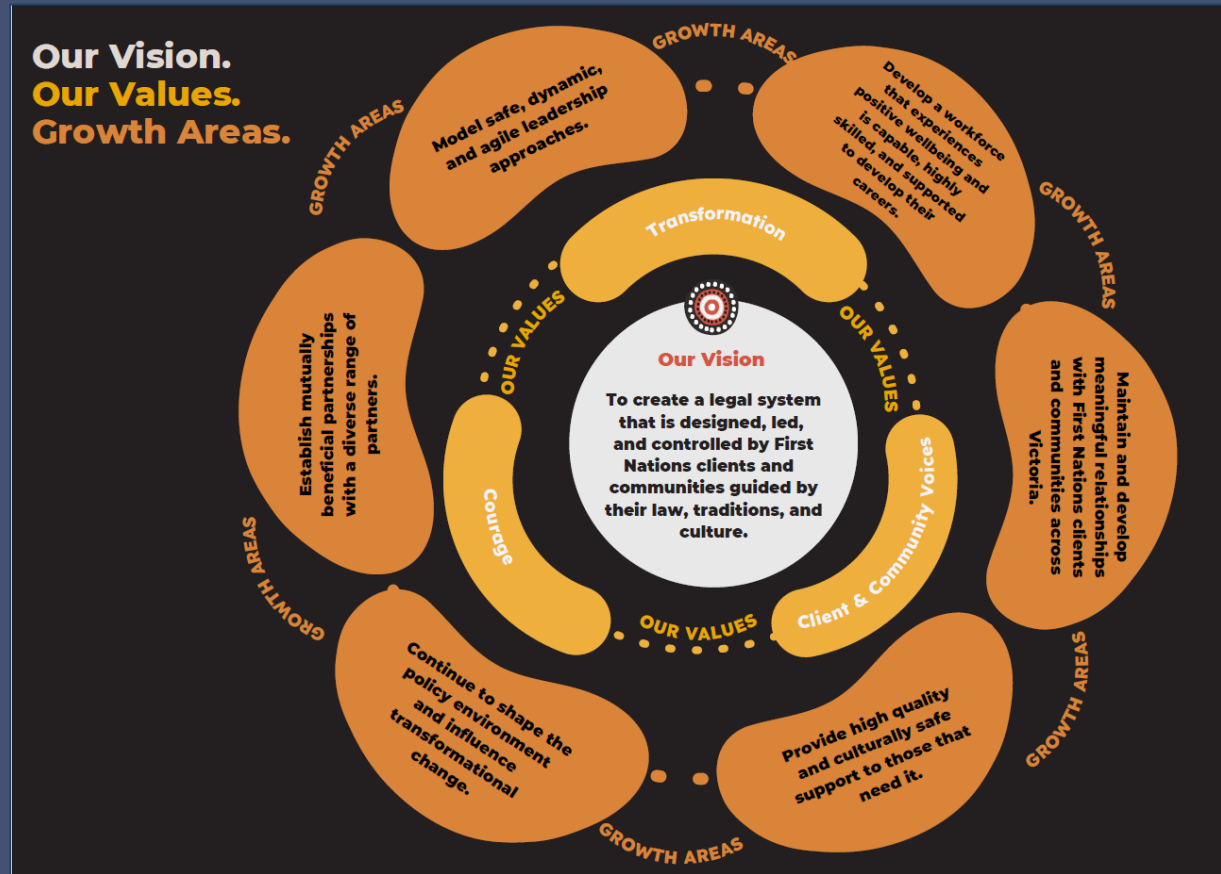 Our Vision.
Our Values.
Growth Areas.
GROWTH AREAS
Model safe, dynamic,
and agile leadership
approaches.
GROWTH AREAS
Develop a workforce
that experiences
positive wellbeing and
is capable, highly
skilled, and supported
to develop their
careers.
GROWTH AREAS
Maintain and develop
meaningful relationships
with First Nations clients
and communities across
Victoria.
GROWTH AREAS
Provide high quality
and culturally safe
support to those that
need it.
GROWTH AREAS
Continue to shape the
policy environment
and influence
transformational
change.
GROWTH AREAS
Establish mutually
beneficial partnerships
with a diverse range of
partners.
Transformation
OUR VALUES
Client & Community Voices
OUR VALUES
Courage
OUR VALUES
Our Vision
To create a legal system
that is designed, led,
and controlled by First
Nations clients and
communities guided by
their law, traditions, and
culture.